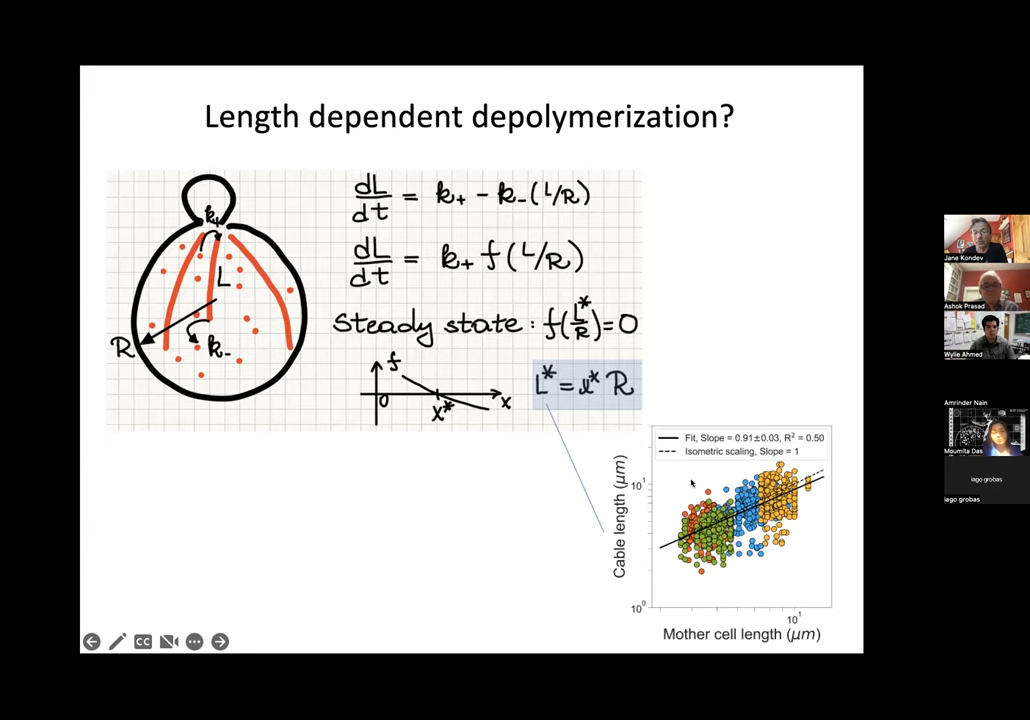 Length dependent depolymerization?
k+
L
R
k-
dL/dt = k+ - k-(L/R)
dL/dt = k+ f(L/R)
Steady state: f(L*/R)=0
f
0
x*
x
L* = x* R
Fit, Slope = 0.91±0.03, R² = 0.50
Isometric scaling, Slope = 1
Cable length (μm)
10¹
10⁰
10¹
Mother cell length (μm)
CC
Jane Kondev
Ashok Prasad
Wylie Ahmed
Amrinder Nain
Moumita Das
iago grobas
iago grobas